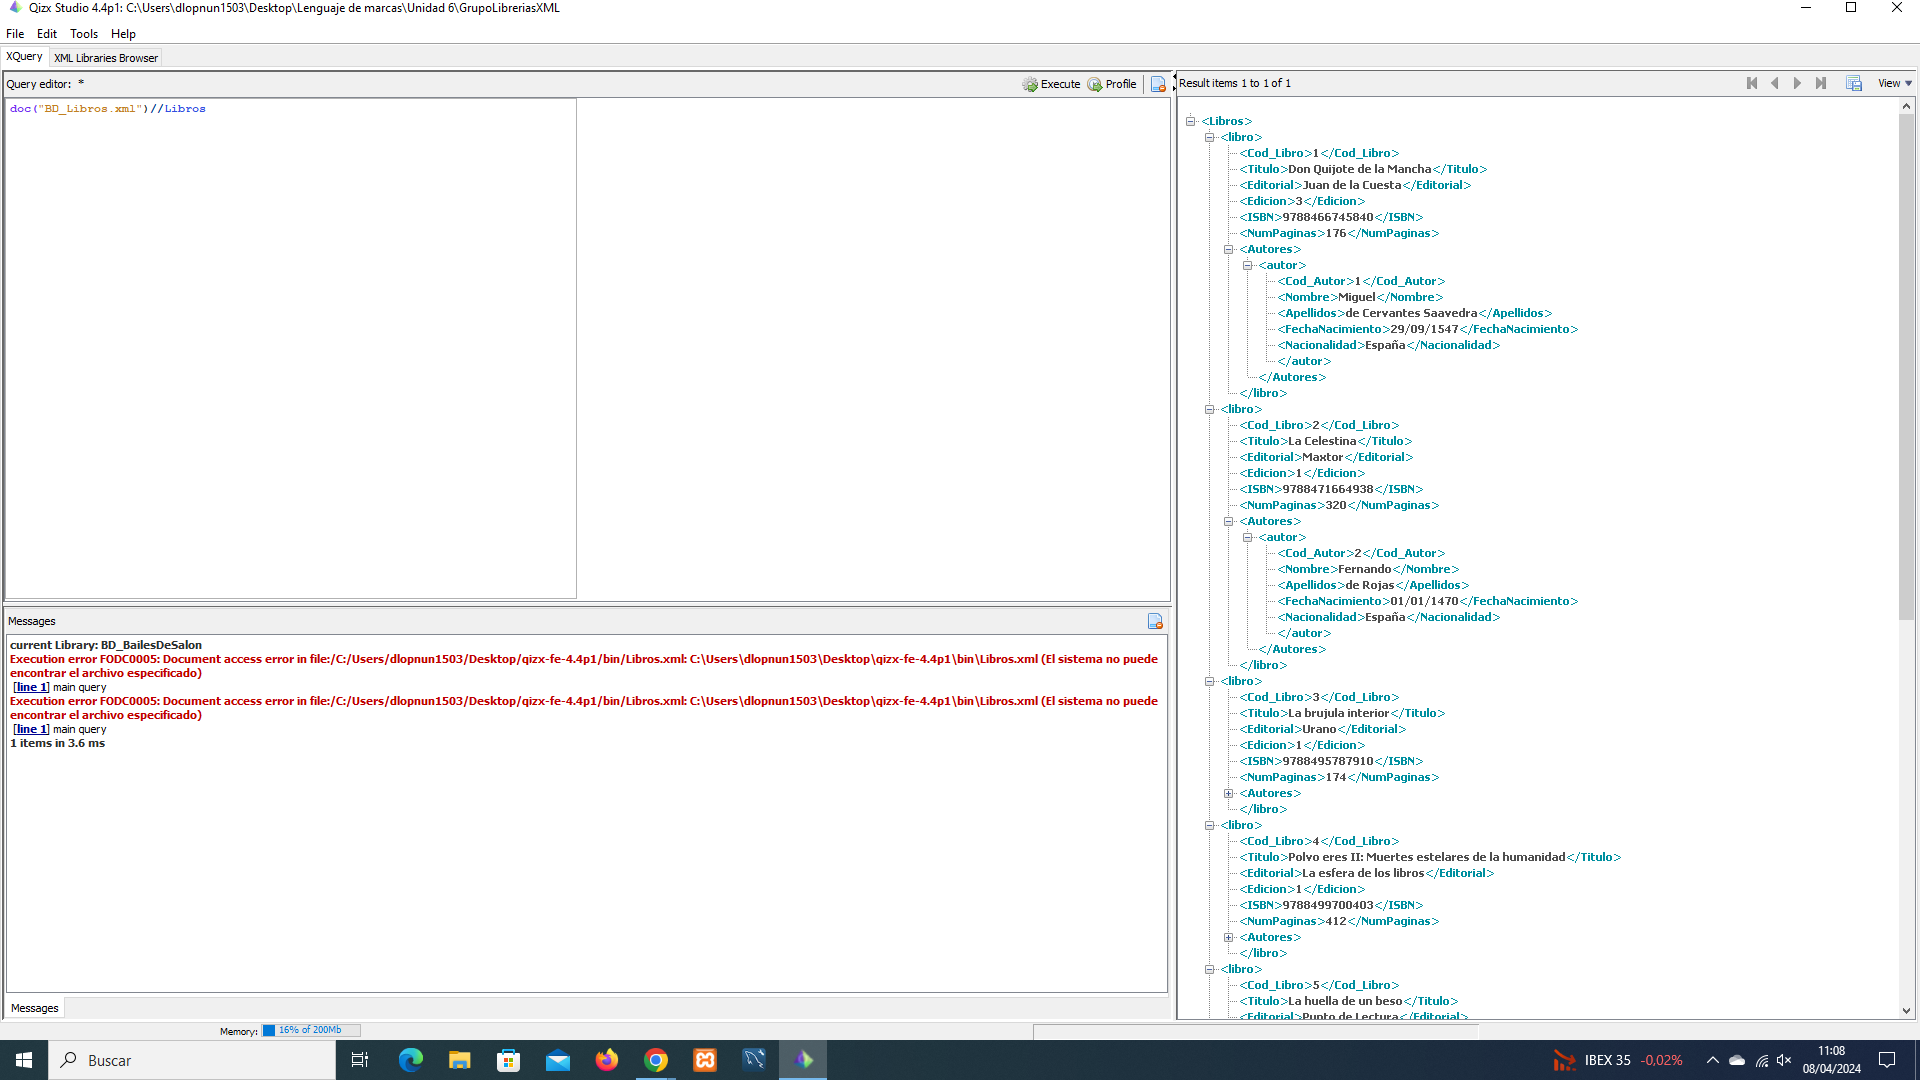 Qizx Studio 4.4p1: C:\Users\dlopnun1503\Desktop\Lenguaje de marcas\Unidad 6\GrupoLibreriasXML
File Edit Tools Help
XQuery XML Libraries Browser
Query editor: *
Execute Profile
doc("BD_Libros.xml")//Libros
Messages
current Library: BD_BailesDeSalon
Execution error FODC0005: Document access error in file:/C:/Users/dlopnun1503/Desktop/qizx-fe-4.4p1/bin/Libros.xml: C:\Users\dlopnun1503\Desktop\qizx-fe-4.4p1\bin\Libros.xml (El sistema no puede
encontrar el archivo especificado)
[line 1] main query
Execution error FODC0005: Document access error in file:/C:/Users/dlopnun1503/Desktop/qizx-fe-4.4p1/bin/Libros.xml: C:\Users\dlopnun1503\Desktop\qizx-fe-4.4p1\bin\Libros.xml (El sistema no puede
encontrar el archivo especificado)
[line 1] main query
1 items in 3.6 ms
Messages
Memory: 16% of 200Mb
Result items 1 to 1 of 1
View
<Libros>
<libro>
<Cod_Libro>1</Cod_Libro>
<Titulo>Don Quijote de la Mancha</Titulo>
<Editorial>Juan de la Cuesta</Editorial>
<Edicion>3</Edicion>
<ISBN>9788466745840</ISBN>
<NumPaginas>176</NumPaginas>
<Autores>
<autor>
<Cod_Autor>1</Cod_Autor>
<Nombre>Miguel</Nombre>
<Apellidos>de Cervantes Saavedra</Apellidos>
<FechaNacimiento>29/09/1547</FechaNacimiento>
<Nacionalidad>España</Nacionalidad>
</autor>
</Autores>
</libro>
<libro>
<Cod_Libro>2</Cod_Libro>
<Titulo>La Celestina</Titulo>
<Editorial>Maxtor</Editorial>
<Edicion>1</Edicion>
<ISBN>9788471664938</ISBN>
<NumPaginas>320</NumPaginas>
<Autores>
<autor>
<Cod_Autor>2</Cod_Autor>
<Nombre>Fernando</Nombre>
<Apellidos>de Rojas</Apellidos>
<FechaNacimiento>01/01/1470</FechaNacimiento>
<Nacionalidad>España</Nacionalidad>
</autor>
</Autores>
</libro>
<libro>
<Cod_Libro>3</Cod_Libro>
<Titulo>La brujula interior</Titulo>
<Editorial>Urano</Editorial>
<Edicion>1</Edicion>
<ISBN>9788495787910</ISBN>
<NumPaginas>174</NumPaginas>
<Autores>
</libro>
<libro>
<Cod_Libro>4</Cod_Libro>
<Titulo>Polvo eres II: Muertes estelares de la humanidad</Titulo>
<Editorial>La esfera de los libros</Editorial>
<Edicion>1</Edicion>
<ISBN>9788499700403</ISBN>
<NumPaginas>412</NumPaginas>
<Autores>
</libro>
<libro>
<Cod_Libro>5</Cod_Libro>
<Titulo>La huella de un beso</Titulo>
<Editorial>Punto de Lectura</Editorial>
Buscar
IBEX 35 -0,02%
11:08
08/04/2024